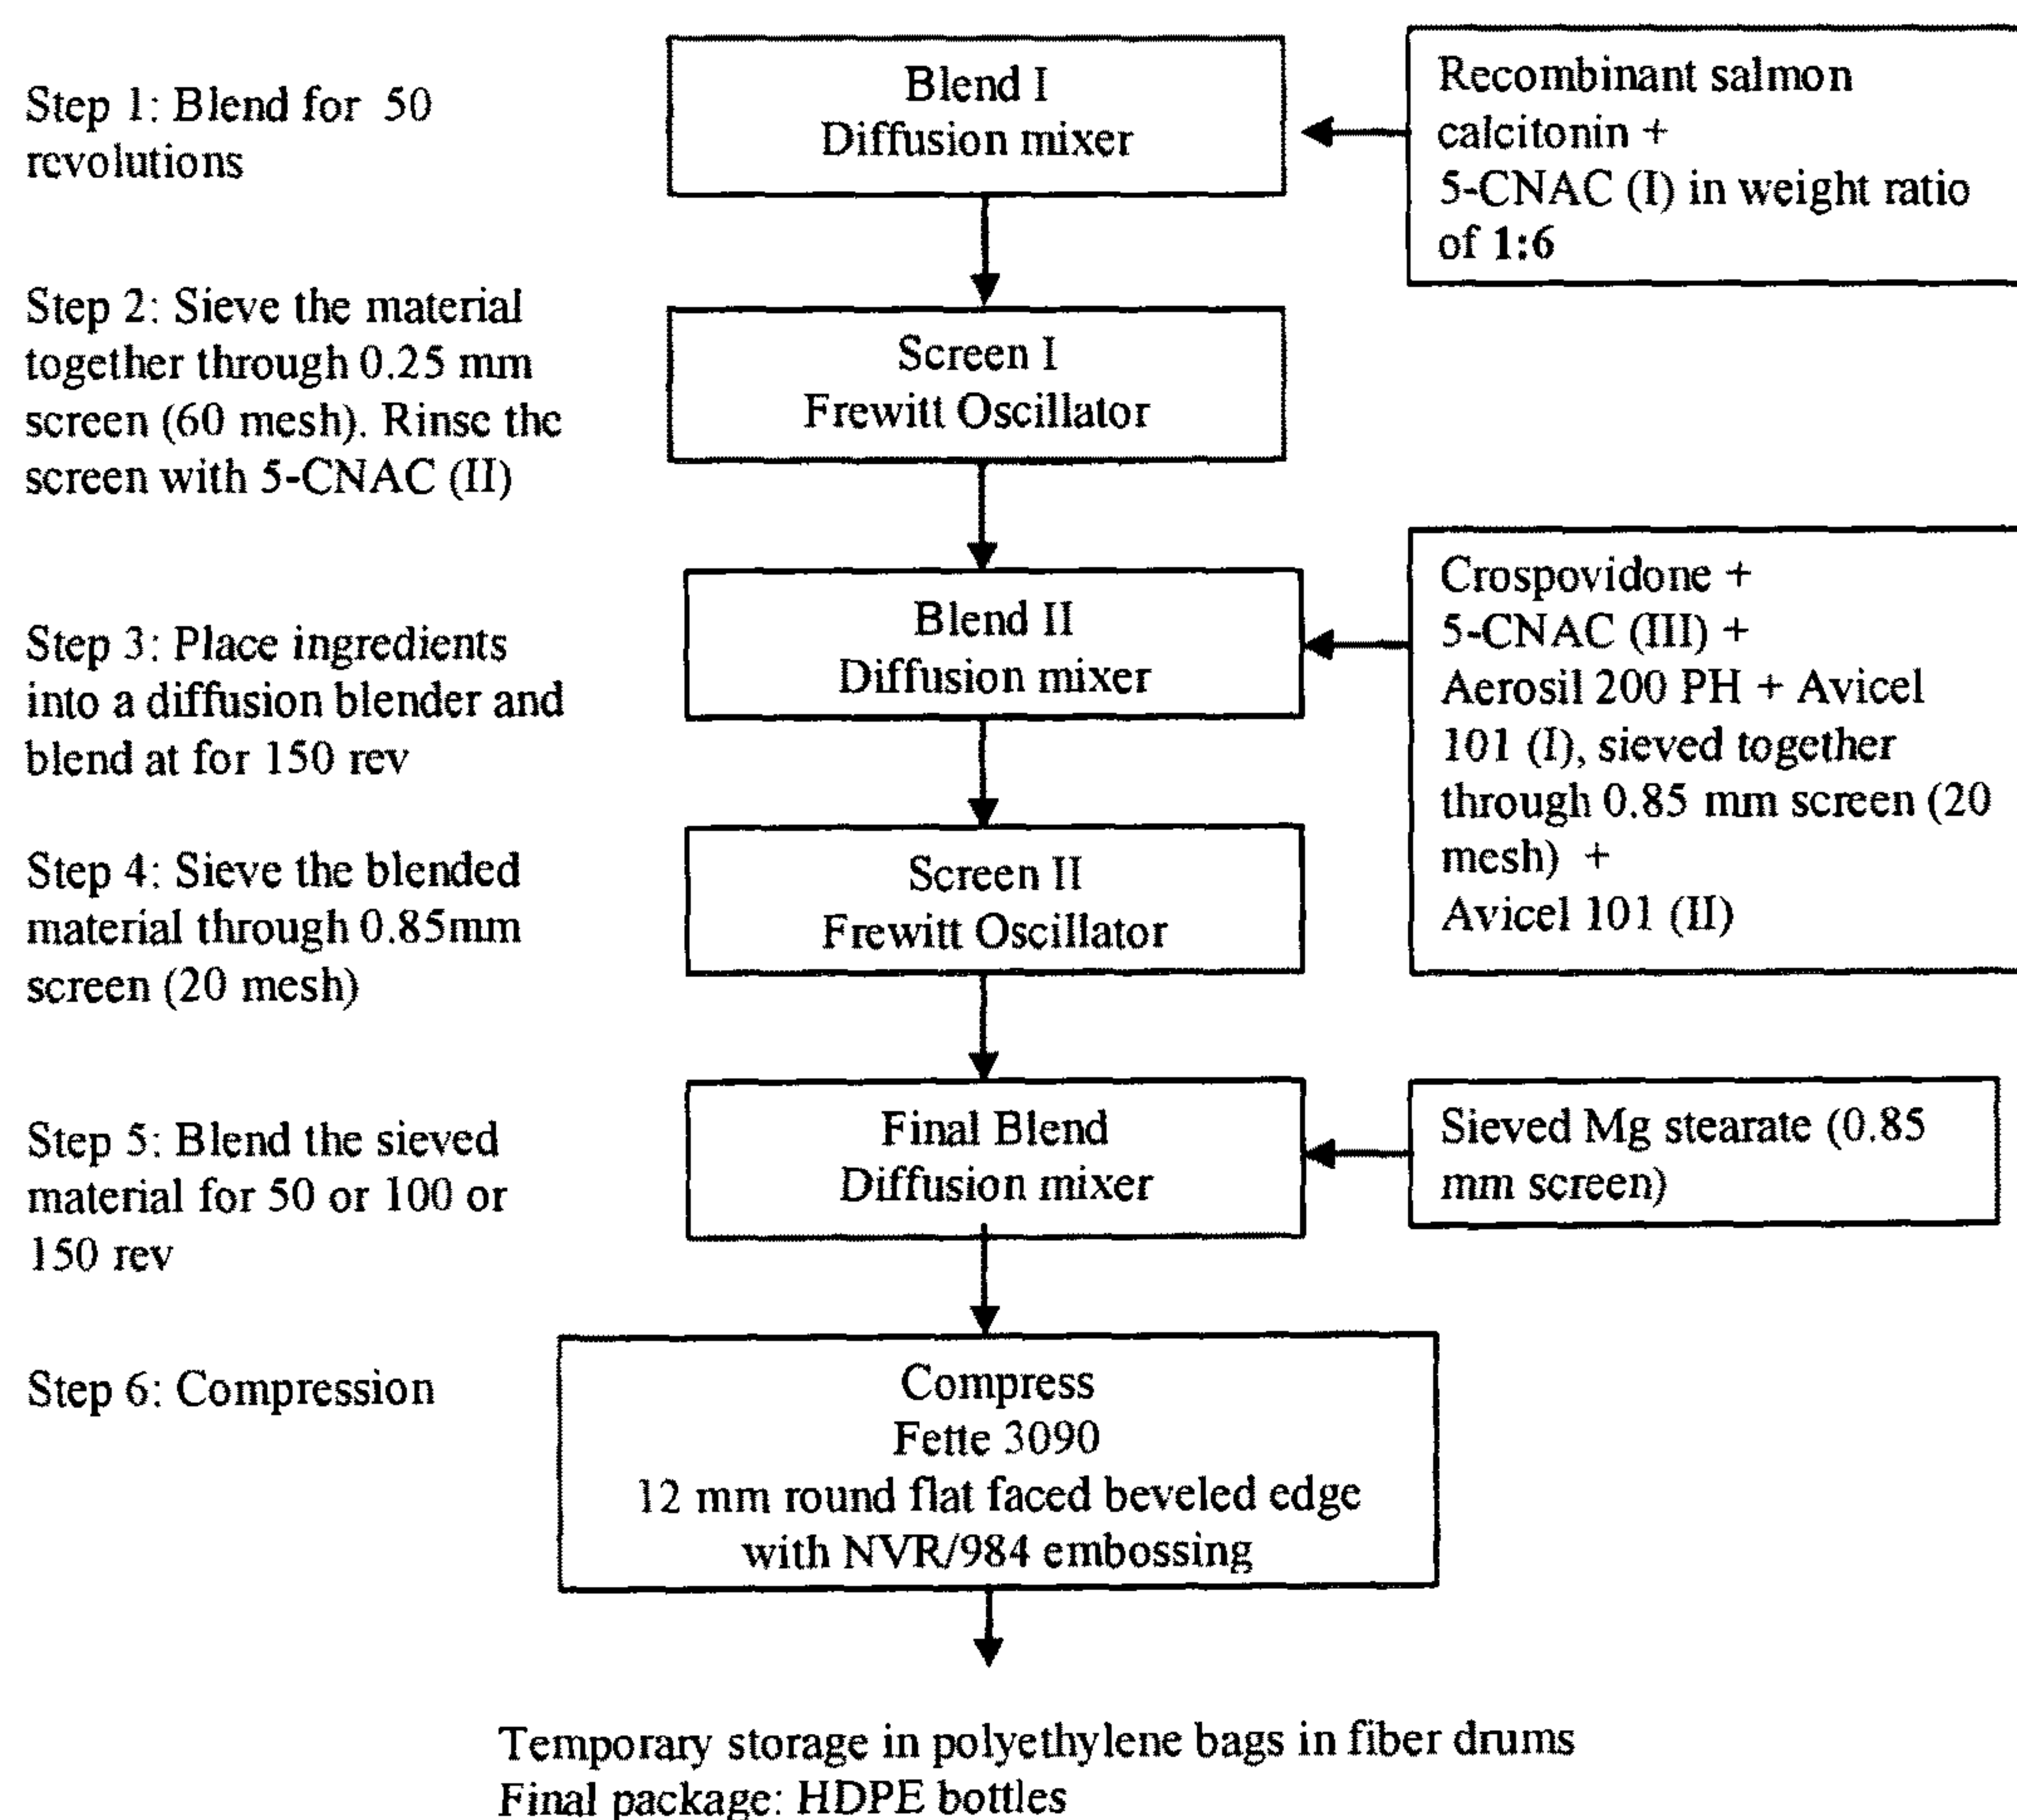 Step 1: Blend for 50
revolutions
Blend I
Diffusion mixer
Recombinant salmon
calcitonin +
5-CNAC (I) in weight ratio
of 1:6
Step 2: Sieve the material
together through 0.25 mm
screen (60 mesh). Rinse the
screen with 5-CNAC (II)
Screen I
Frewitt Oscillator
Step 3: Place ingredients
into a diffusion blender and
blend at for 150 rev
Blend II
Diffusion mixer
Crospovidone +
5-CNAC (III) +
Aerosil 200 PH + Avicel
101 (I), sieved together
through 0.85 mm screen (20
mesh) +
Avicel 101 (II)
Step 4: Sieve the blended
material through 0.85mm
screen (20 mesh)
Screen II
Frewitt Oscillator
Step 5: Blend the sieved
material for 50 or 100 or
150 rev
Final Blend
Diffusion mixer
Sieved Mg stearate (0.85
mm screen)
Step 6: Compression
Compress
Fette 3090
12 mm round flat faced beveled edge
with NVR/984 embossing
Temporary storage in polyethylene bags in fiber drums
Final package: HDPE bottles